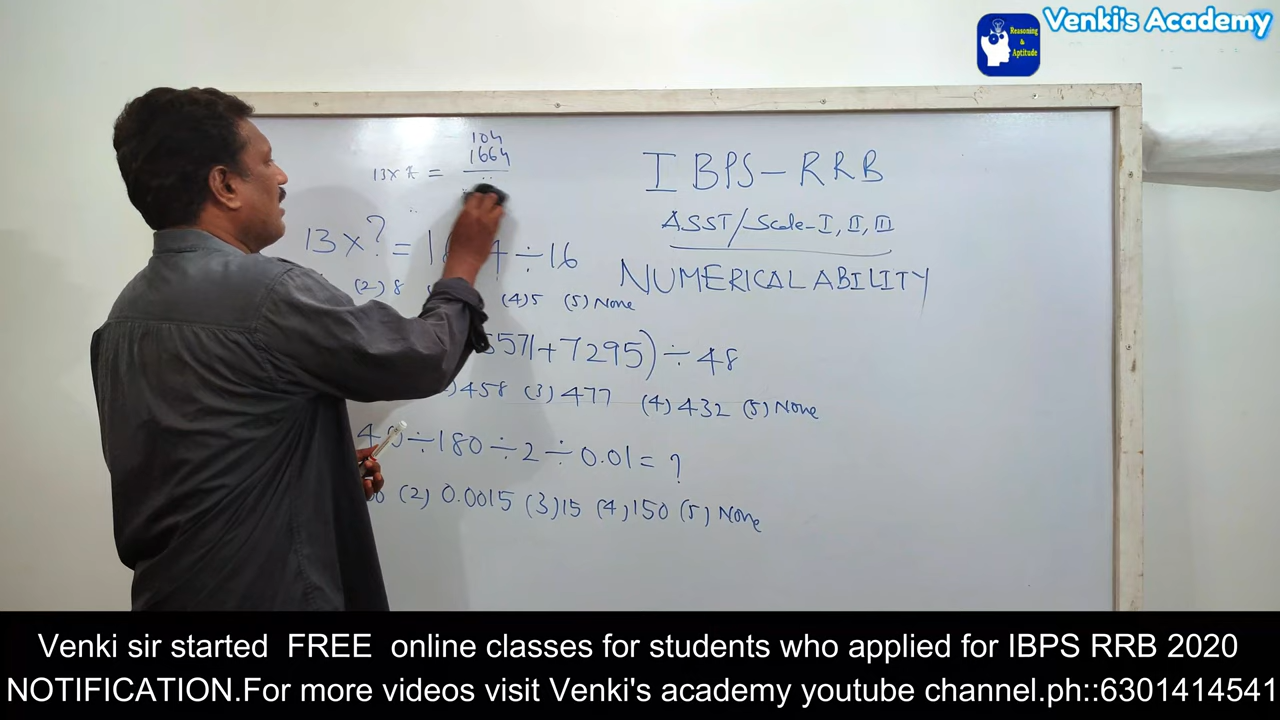 Venki's Academy
Reasoning
&
Aptitude
104
1664
13 x
=
IBPS-RRB
ASST/Scale-I, II, III
NUMERICAL ABILITY
13 x ? = ÷ 16
(2) 8 (4) 5 (5) None
+7295) ÷ 48
458 (3) 477 (4) 432 (5) None
÷ 180 ÷ 2 ÷ 0.01 = ?
(2) 0.0015 (3) 15 (4) 150 (5) None
Venki sir started FREE online classes for students who applied for IBPS RRB 2020
NOTIFICATION.For more videos visit Venki's academy youtube channel.ph::6301414541